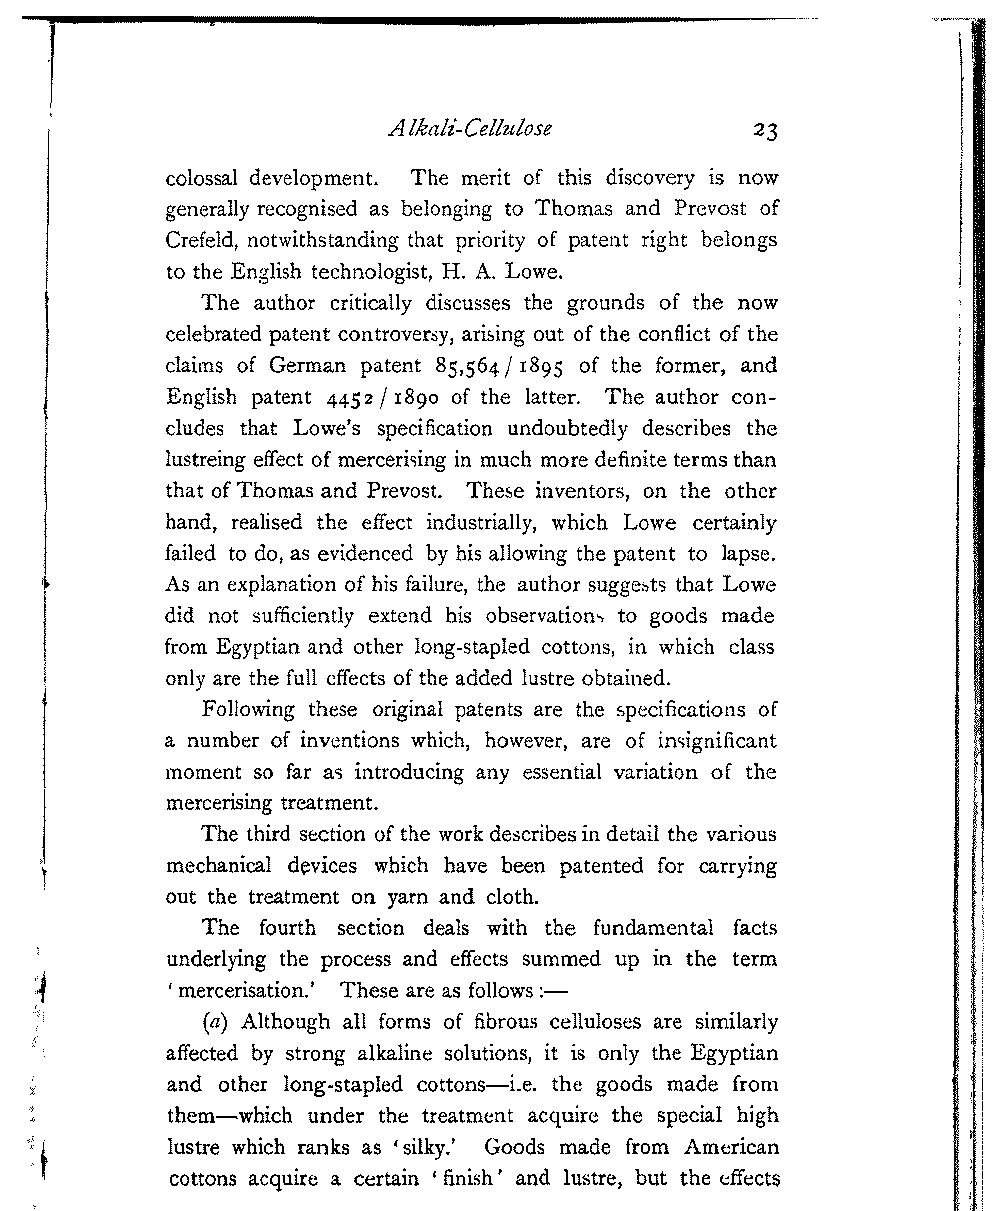 Alkali-Cellulose 23
colossal development. The merit of this discovery is now
generally recognised as belonging to Thomas and Prevost of
Crefeld, notwithstanding that priority of patent right belongs
to the English technologist, H. A. Lowe.
The author critically discusses the grounds of the now
celebrated patent controversy, arising out of the conflict of the
claims of German patent 85,564/1895 of the former, and
English patent 4452/1890 of the latter. The author con-
cludes that Lowe's specification undoubtedly describes the
lustreing effect of mercerising in much more definite terms than
that of Thomas and Prevost. These inventors, on the other
hand, realised the effect industrially, which Lowe certainly
failed to do, as evidenced by his allowing the patent to lapse.
As an explanation of his failure, the author suggests that Lowe
did not sufficiently extend his observations to goods made
from Egyptian and other long-stapled cottons, in which class
only are the full effects of the added lustre obtained.
Following these original patents are the specifications of
a number of inventions which, however, are of insignificant
moment so far as introducing any essential variation of the
mercerising treatment.
The third section of the work describes in detail the various
mechanical devices which have been patented for carrying
out the treatment on yarn and cloth.
The fourth section deals with the fundamental facts
underlying the process and effects summed up in the term
'mercerisation.' These are as follows:—
(a) Although all forms of fibrous celluloses are similarly
affected by strong alkaline solutions, it is only the Egyptian
and other long-stapled cottons—i.e. the goods made from
them—which under the treatment acquire the special high
lustre which ranks as 'silky.' Goods made from American
cottons acquire a certain 'finish' and lustre, but the effects